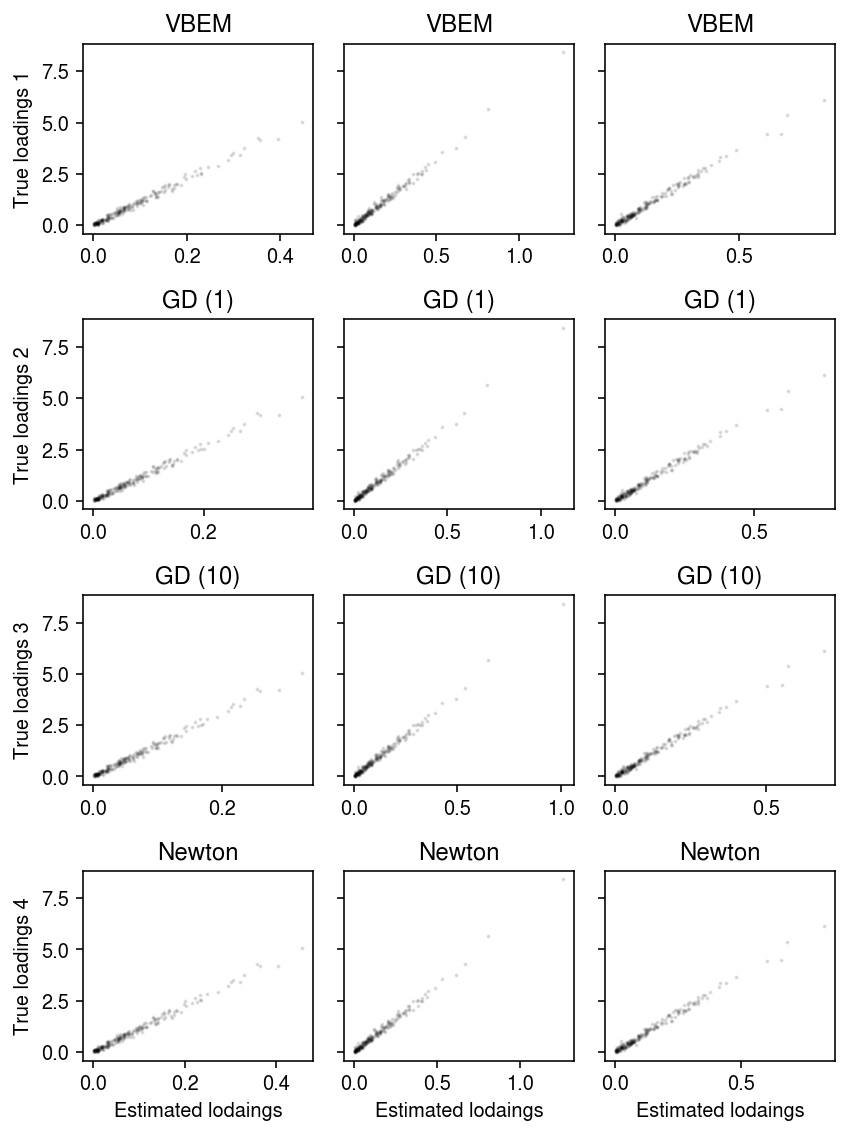 VBEM VBEM VBEM
True loadings 1
7.5
5.0
2.5
0.0
0.0 0.2 0.4 0.0 0.5 1.0 0.0 0.5
GD (1) GD (1) GD (1)
True loadings 2
7.5
5.0
2.5
0.0
0.0 0.2 0.0 0.5 1.0 0.0 0.5
GD (10) GD (10) GD (10)
True loadings 3
7.5
5.0
2.5
0.0
0.0 0.2 0.0 0.5 1.0 0.0 0.5
Newton Newton Newton
True loadings 4
7.5
5.0
2.5
0.0
0.0 0.2 0.4 0.0 0.5 1.0 0.0 0.5
Estimated lodaings Estimated lodaings Estimated lodaings